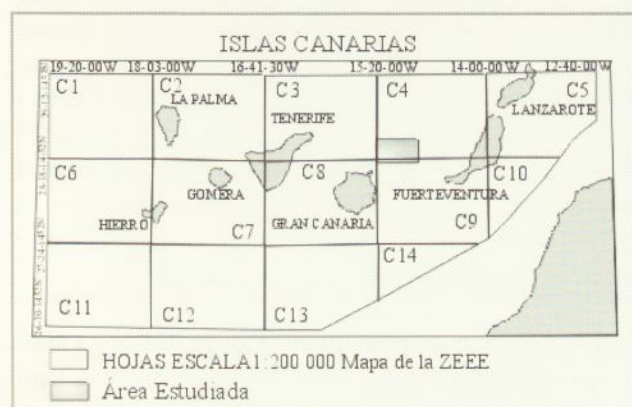 ISLAS CANARIAS
19-20-00W 18-03-00W 16-41-30W 15-20-00W 14-00-00W 12-40-00W
C1 C2 C3 C4 C5
LA PALMA
LANZAROTE
TENERIFE
C6 C8 C10
GOMERA
FUERTEVENTURA
HIERRO
GRAN CANARIA
C7 C9
C14
C11 C12 C13
HOJAS ESCALA 1:200 000 Mapa de la ZEEE
Área Estudiada